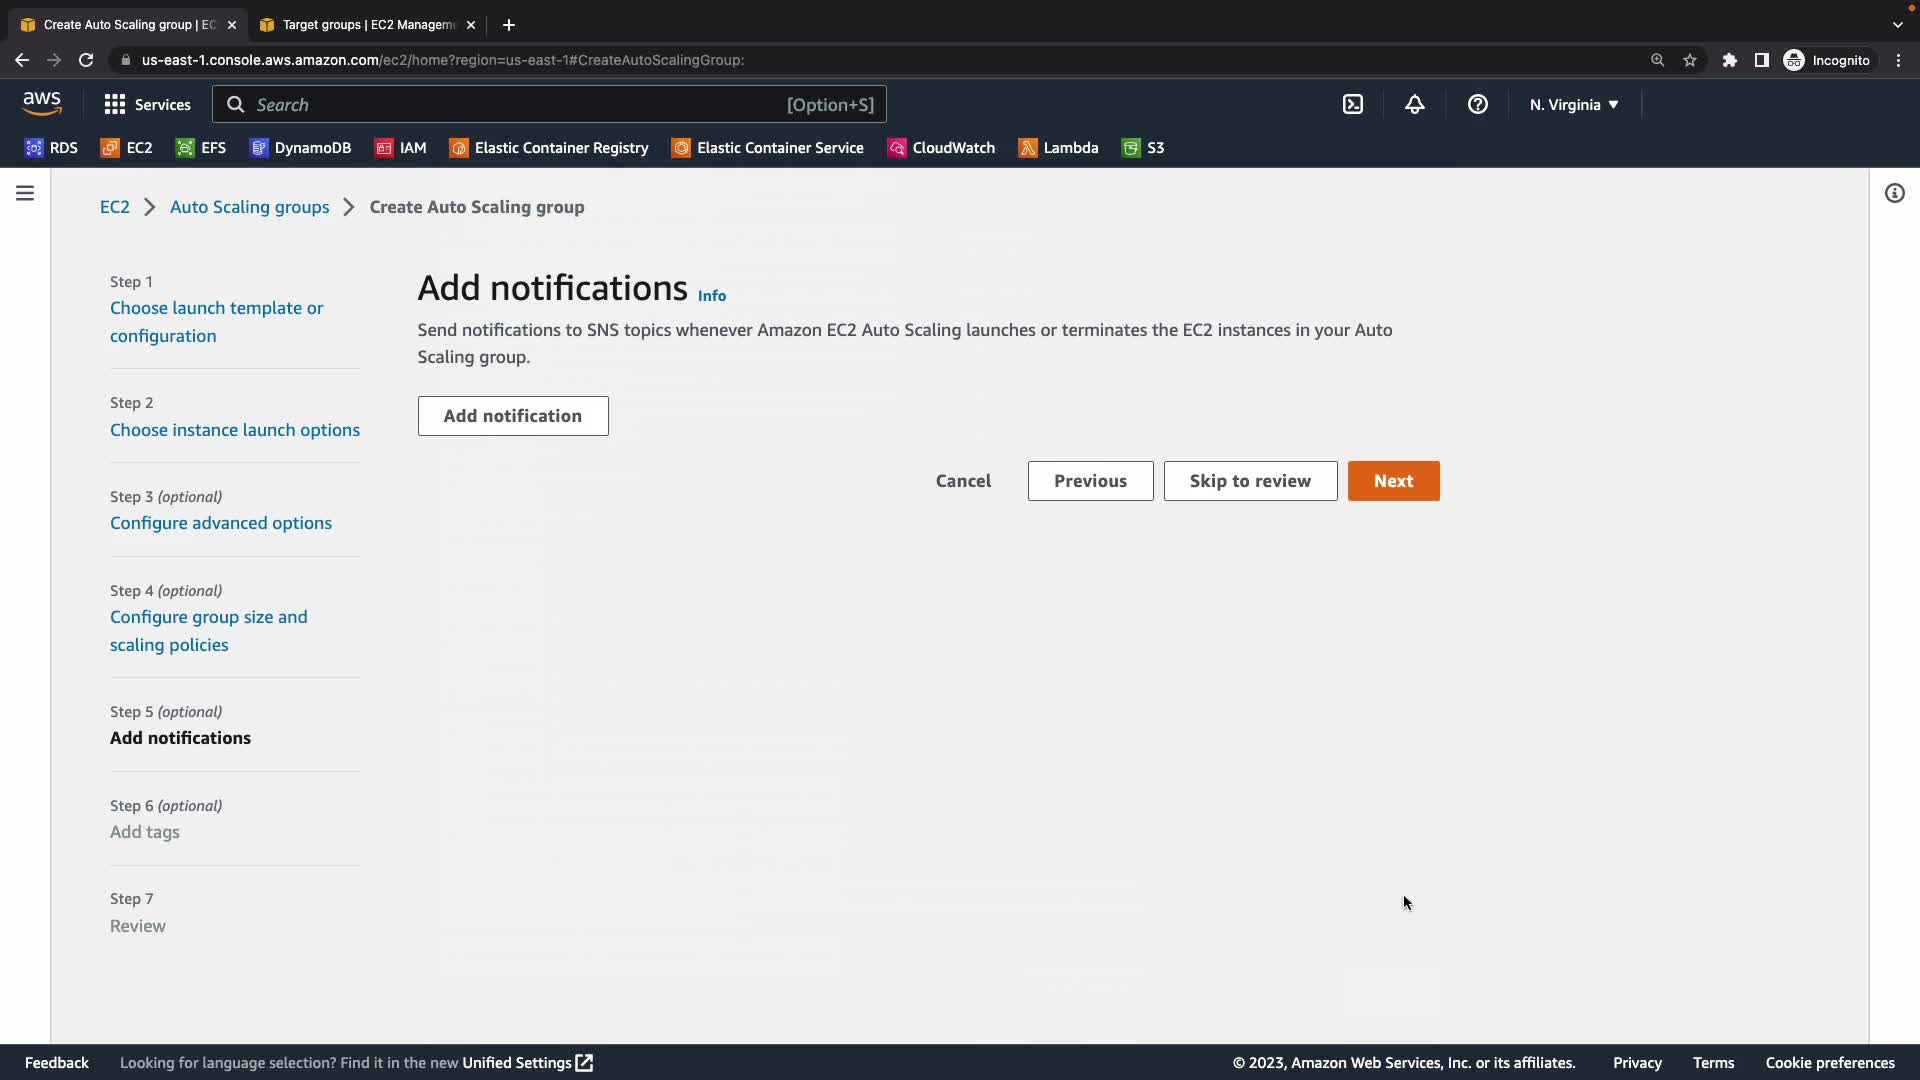 Create Auto Scaling group | EC
Target groups | EC2 Managem
us-east-1.console.aws.amazon.com/ec2/home?region=us-east-1#CreateAutoScalingGroup:
Incognito
aws
Services
Search
[Option+S]
N. Virginia
RDS
EC2
EFS
DynamoDB
IAM
Elastic Container Registry
Elastic Container Service
CloudWatch
Lambda
S3
EC2
Auto Scaling groups
Create Auto Scaling group
Step 1
Choose launch template or
configuration
Step 2
Choose instance launch options
Step 3 (optional)
Configure advanced options
Step 4 (optional)
Configure group size and
scaling policies
Step 5 (optional)
Add notifications
Step 6 (optional)
Add tags
Step 7
Review
Add notifications Info
Send notifications to SNS topics whenever Amazon EC2 Auto Scaling launches or terminates the EC2 instances in your Auto
Scaling group.
Add notification
Cancel
Previous
Skip to review
Next
Feedback
Looking for language selection? Find it in the new Unified Settings
© 2023, Amazon Web Services, Inc. or its affiliates.
Privacy
Terms
Cookie preferences